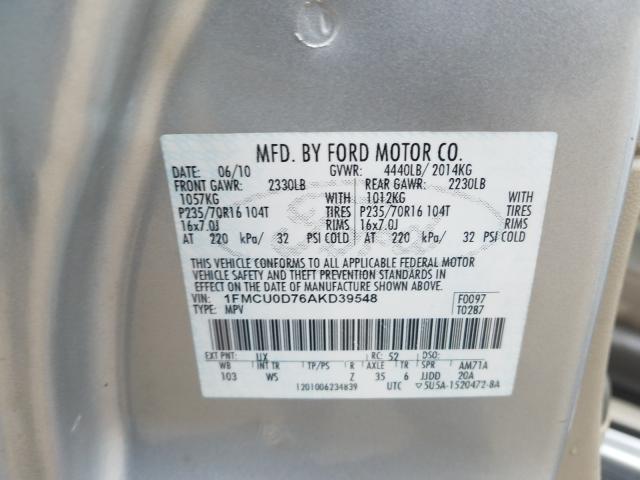 MFD. BY FORD MOTOR CO.
DATE: 06/10 GVWR: 4440LB/ 2014KG
FRONT GAWR: 2330LB REAR GAWR: 2230LB
1057KG WITH 1012KG WITH
P235/70R16 104T TIRES P235/70R16 104T TIRES
16x7.0J RIMS 16x7.0J RIMS
AT 220 kPa/ 32 PSI COLD AT 220 kPa/ 32 PSI COLD
THIS VEHICLE CONFORMS TO ALL APPLICABLE FEDERAL MOTOR
VEHICLE SAFETY AND THEFT PREVENTION STANDARDS IN
EFFECT ON THE DATE OF MANUFACTURE SHOWN ABOVE.
VIN: 1FMCU0D76AKD39548 F0097
TYPE: MPV T0287
EXT PNT: UX RC: 52 DSO:
WB INT TR TP/PS R AXLE TR SPR AM71A
103 WS Z 35 6 JJDD 20A
1201006234839 UTC ▽5U5A-1520472-BA